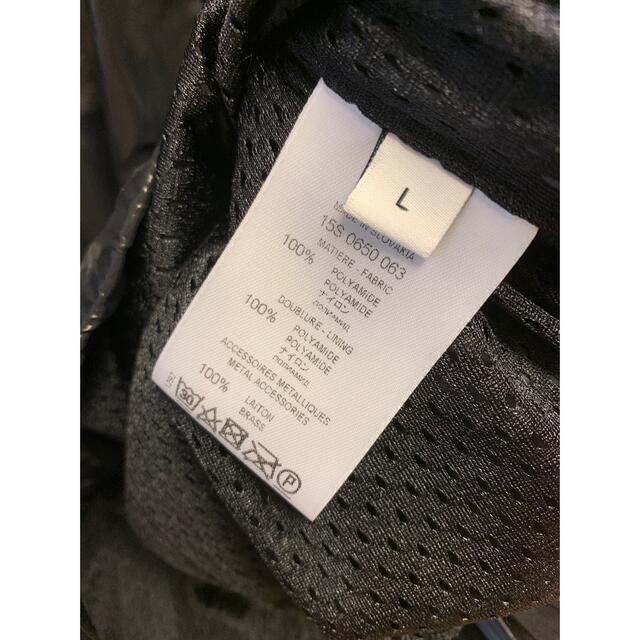 L
MADE IN SLOVAKIA
15S 0650 063
MATIERE - FABRIC
100% POLYAMIDE
POLYAMIDE
ナイロン
DOUBLURE - LINING
100% POLYAMIDE
POLYAMIDE
ナイロン
ACCESSOIRES METALLIQUES
METAL ACCESSORIES
100% LAITON
BRASS
30
P